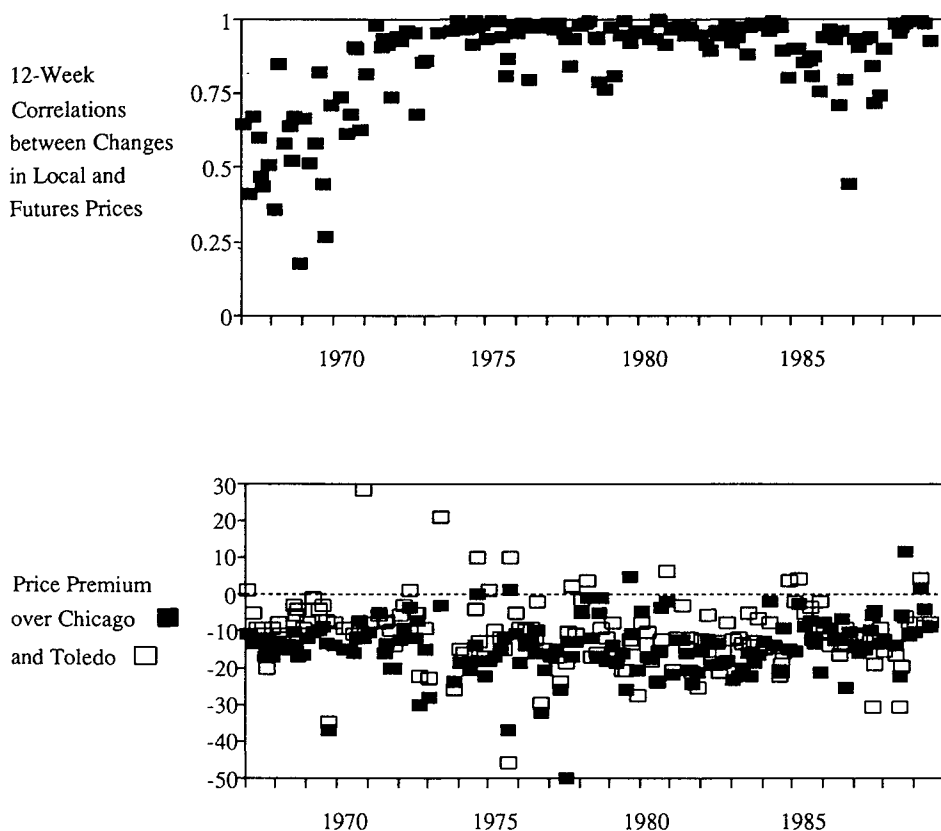 12-Week
Correlations
between Changes
in Local and
Futures Prices
1
0.75
0.5
0.25
0
1970 1975 1980 1985
Price Premium
over Chicago
and Toledo
30
20
10
0
-10
-20
-30
-40
-50
1970 1975 1980 1985